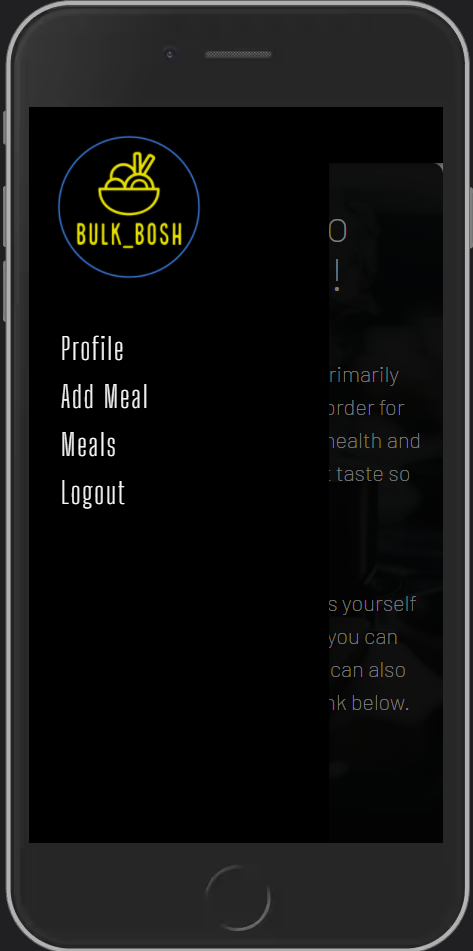 BULK_BOSH
Profile
Add Meal
Meals
Logout
O
!
rimarily
order for
health and
t taste so
s yourself
you can
can also
nk below.